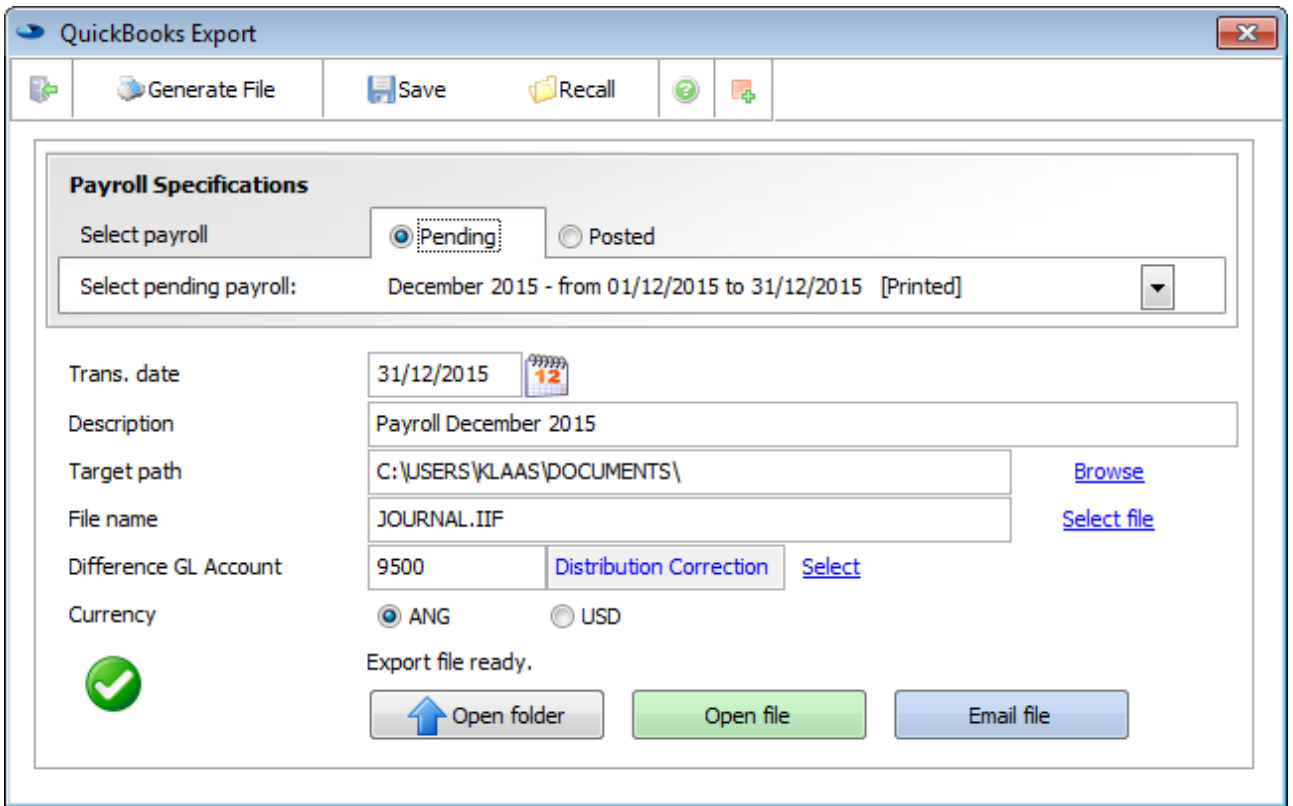 QuickBooks Export
Generate File Save Recall
Payroll Specifications
Select payroll Pending Posted
Select pending payroll: December 2015 - from 01/12/2015 to 31/12/2015 [Printed]
Trans. date 31/12/2015 12
Description Payroll December 2015
Target path C:\USERS\KLAAS\DOCUMENTS\ Browse
File name JOURNAL.IIF Select file
Difference GL Account 9500 Distribution Correction Select
Currency ANG USD
Export file ready.
Open folder Open file Email file